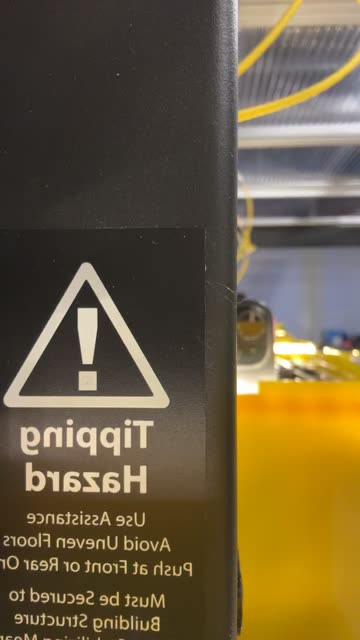 Tipping
Hazard
Use Assistance
Avoid Uneven Floors
Push at Front or Rear
Must be Secured to
Building Structure